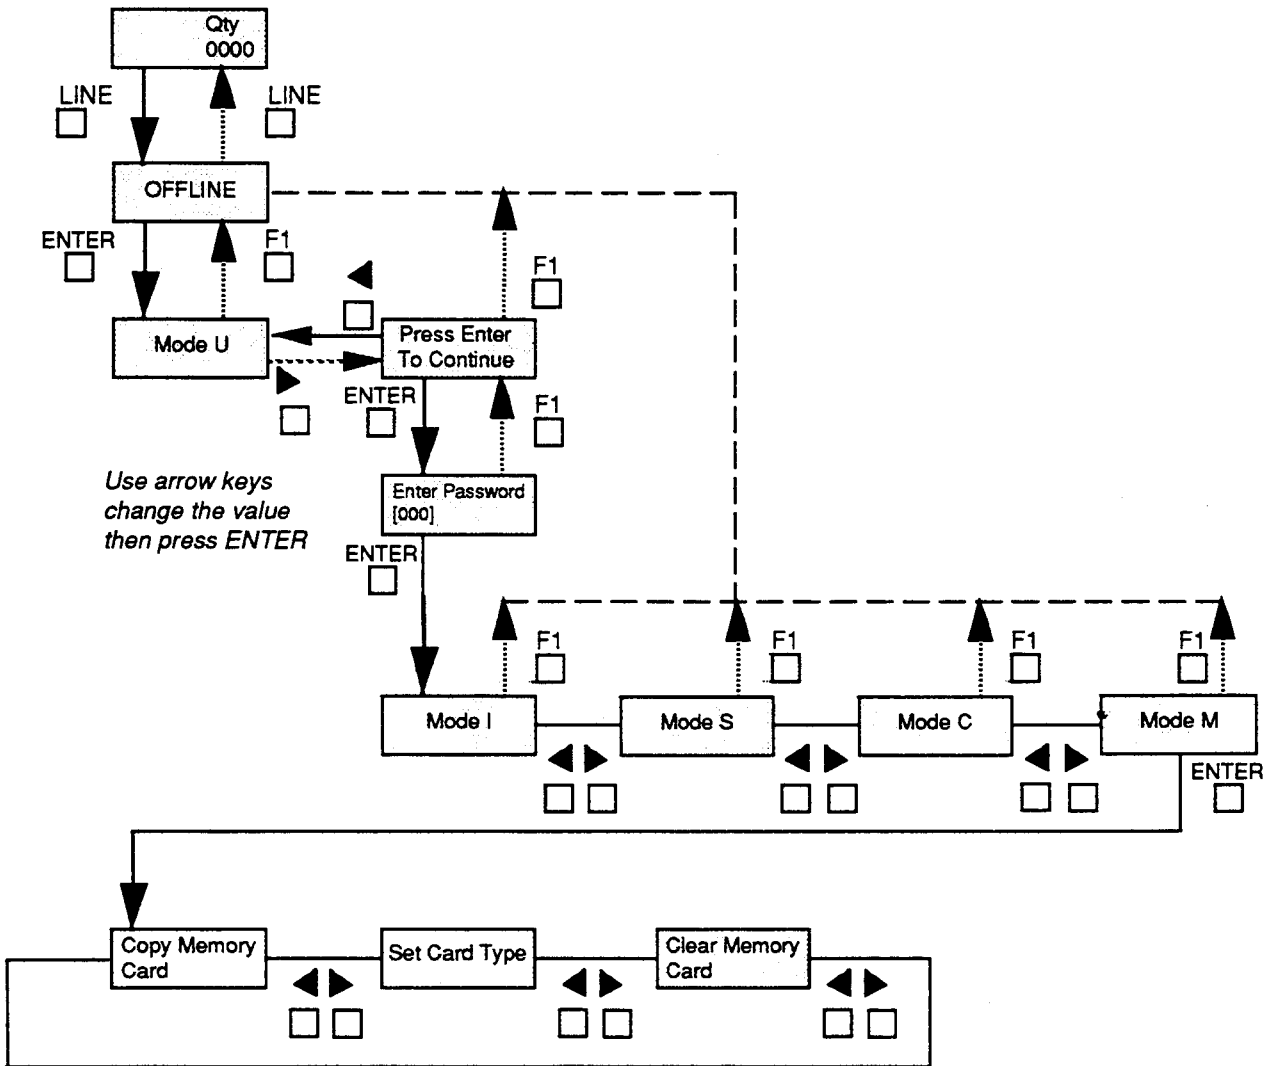 Qty
0000
LINE
LINE
OFFLINE
ENTER
F1
F1
Mode U
Press Enter
To Continue
ENTER
F1
Use arrow keys
change the value
then press ENTER
Enter Password
[000]
ENTER
F1
F1
F1
F1
Mode I
Mode S
Mode C
Mode M
ENTER
Copy Memory
Card
Set Card Type
Clear Memory
Card